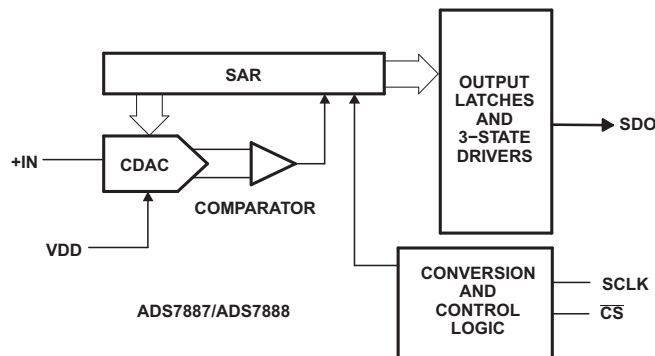 SAR
OUTPUT
LATCHES
AND
3−STATE
DRIVERS
SDO
+IN
CDAC
COMPARATOR
VDD
CONVERSION
AND
CONTROL
LOGIC
SCLK
C̅S̅
ADS7887/ADS7888